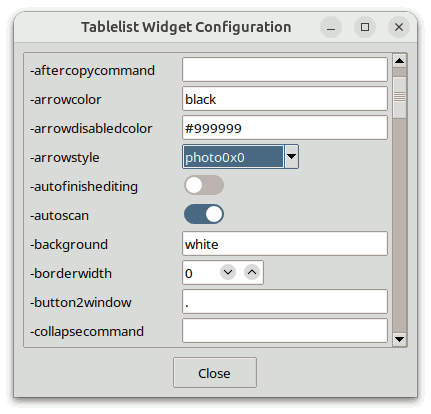 Tablelist Widget Configuration
-aftercopycommand
-arrowcolor black
-arrowdisabledcolor #999999
-arrowstyle photo0x0
-autofinishediting
-autoscan
-background white
-borderwidth 0
-button2window .
-collapsecommand
Close